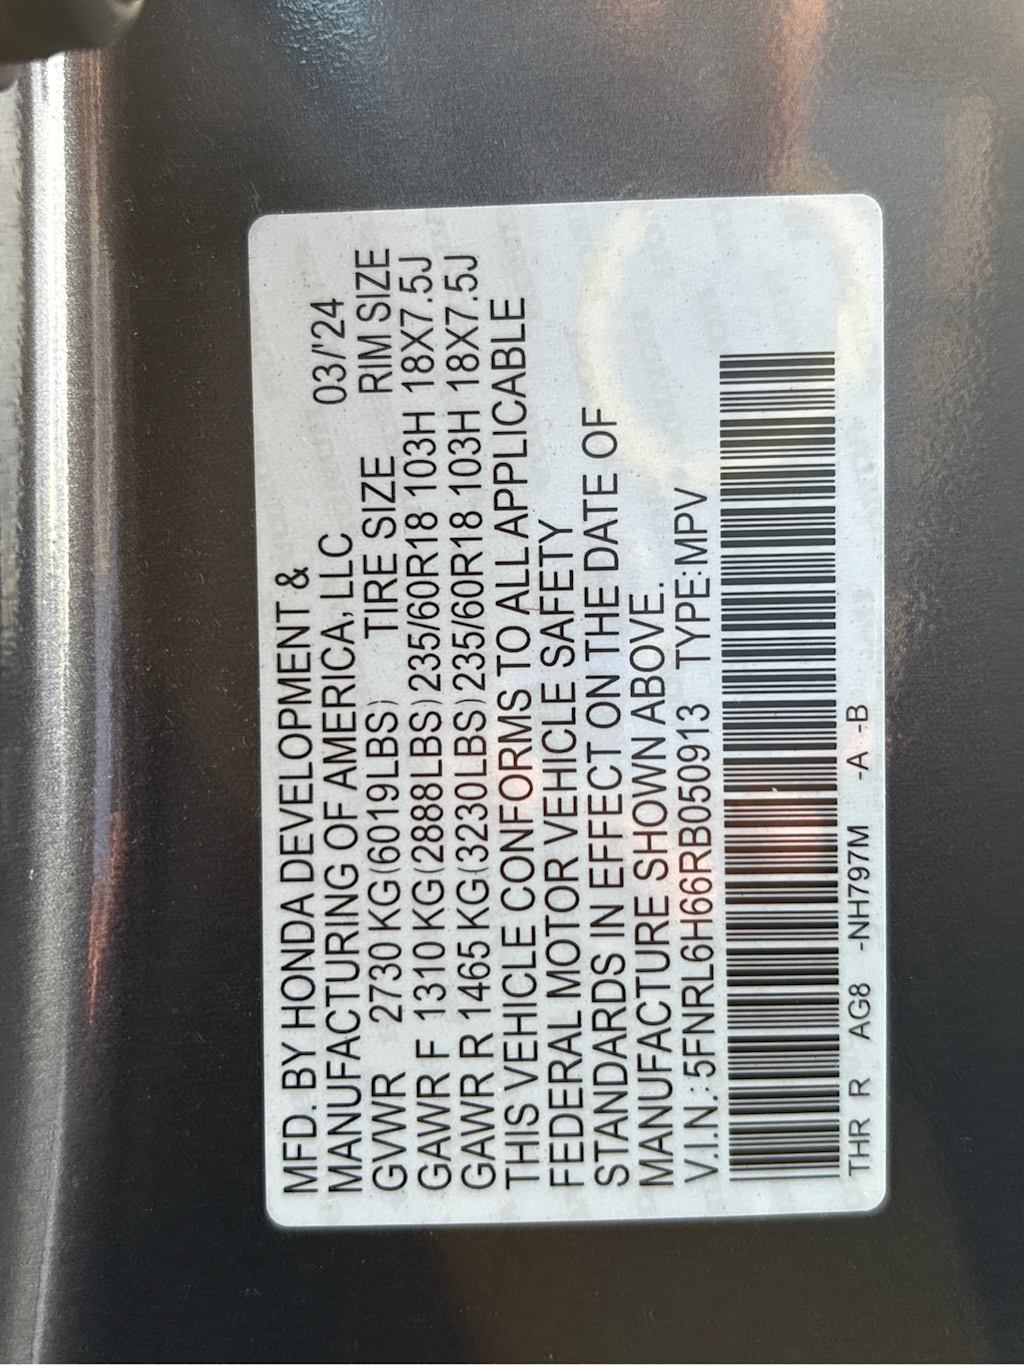 MFD. BY HONDA DEVELOPMENT &
MANUFACTURING OF AMERICA, LLC 03/'24
GVWR 2730 KG(6019LBS) TIRE SIZE RIM SIZE
GAWR F 1310 KG(2888LBS) 235/60R18 103H 18X7.5J
GAWR R 1465 KG(3230LBS) 235/60R18 103H 18X7.5J
THIS VEHICLE CONFORMS TO ALL APPLICABLE
FEDERAL MOTOR VEHICLE SAFETY
STANDARDS IN EFFECT ON THE DATE OF
MANUFACTURE SHOWN ABOVE.
V.I.N.: 5FNRL6H66RB050913 TYPE:MPV
THR R AG8 -NH797M -A -B